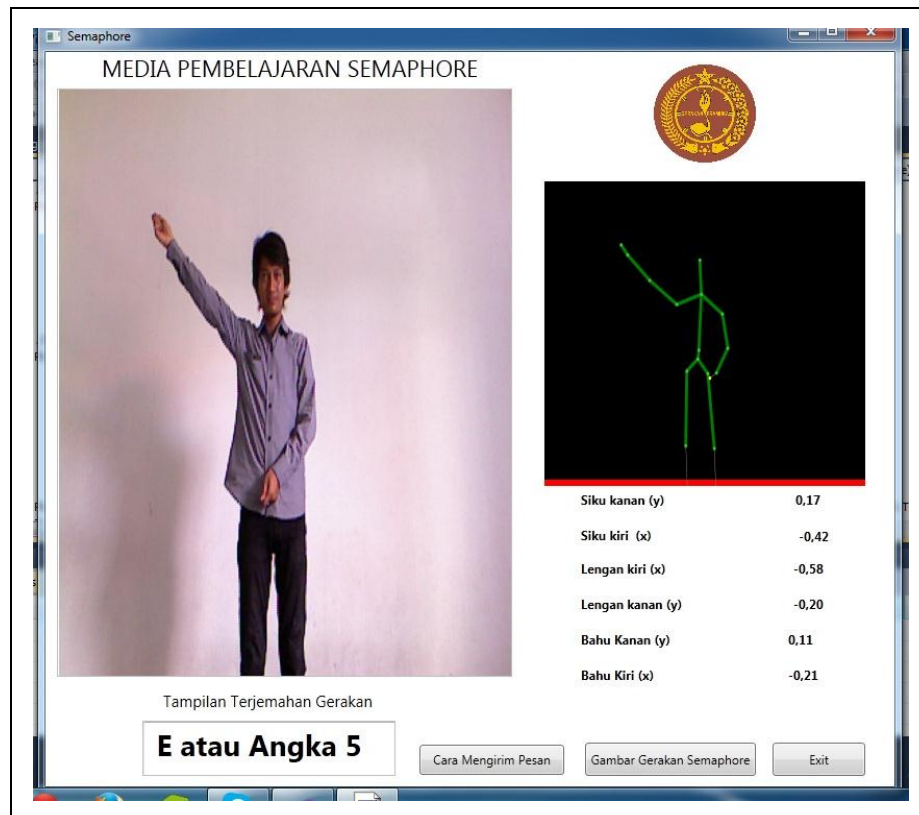 Semaphore
MEDIA PEMBELAJARAN SEMAPHORE
Siku kanan (y) 0,17
Siku kiri (x) -0,42
Lengan kiri (x) -0,58
Lengan kanan (y) -0,20
Bahu Kanan (y) 0,11
Bahu Kiri (x) -0,21
Tampilan Terjemahan Gerakan
E atau Angka 5
Cara Mengirim Pesan
Gambar Gerakan Semaphore
Exit